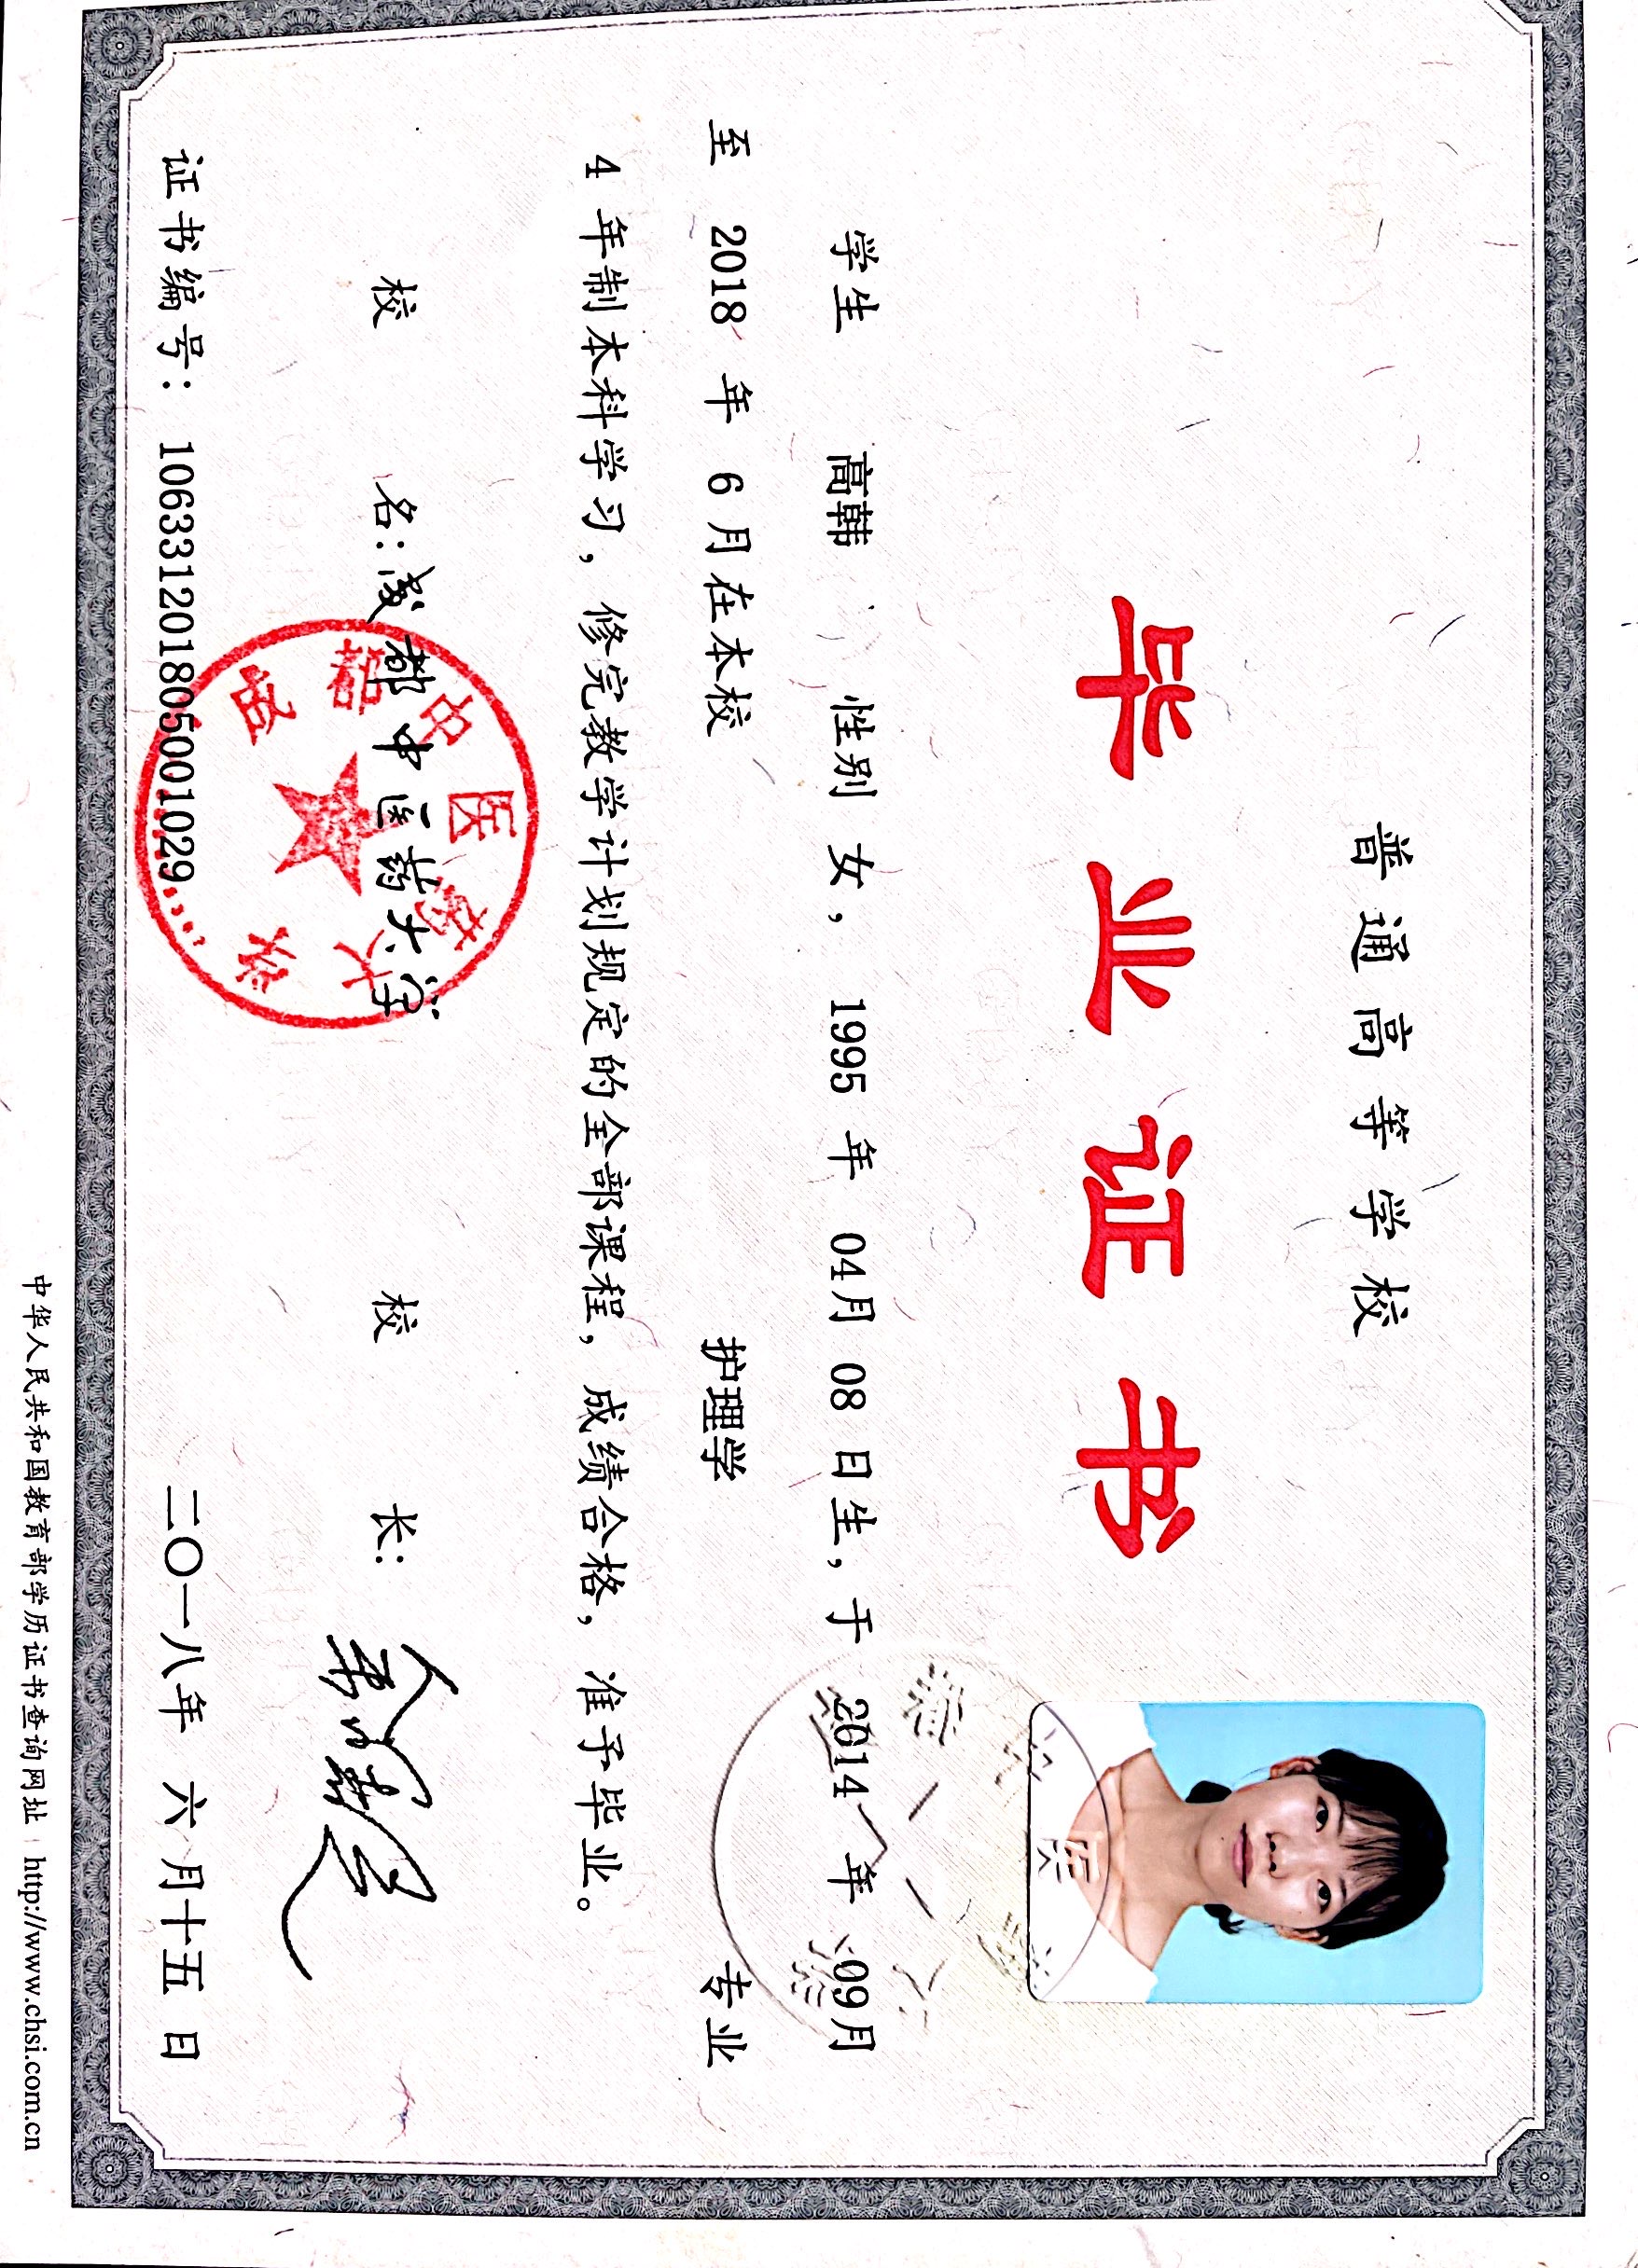 普通高等学校
毕业证书
学生 高韩 性别 女， 1995 年 04月 08 日生，于 2014 年 09月
至 2018 年 6 月在本校 护理学 专业
4 年制本科学习，修完教学计划规定的全部课程，成绩合格，准予毕业。
校 名：成都中医药大学 校 长：
证书编号：106331201805001029 二〇一八年 六 月十五 日
中华人民共和国教育部学历证书查询网址：http://www.chsi.com.cn
成都中医药大学